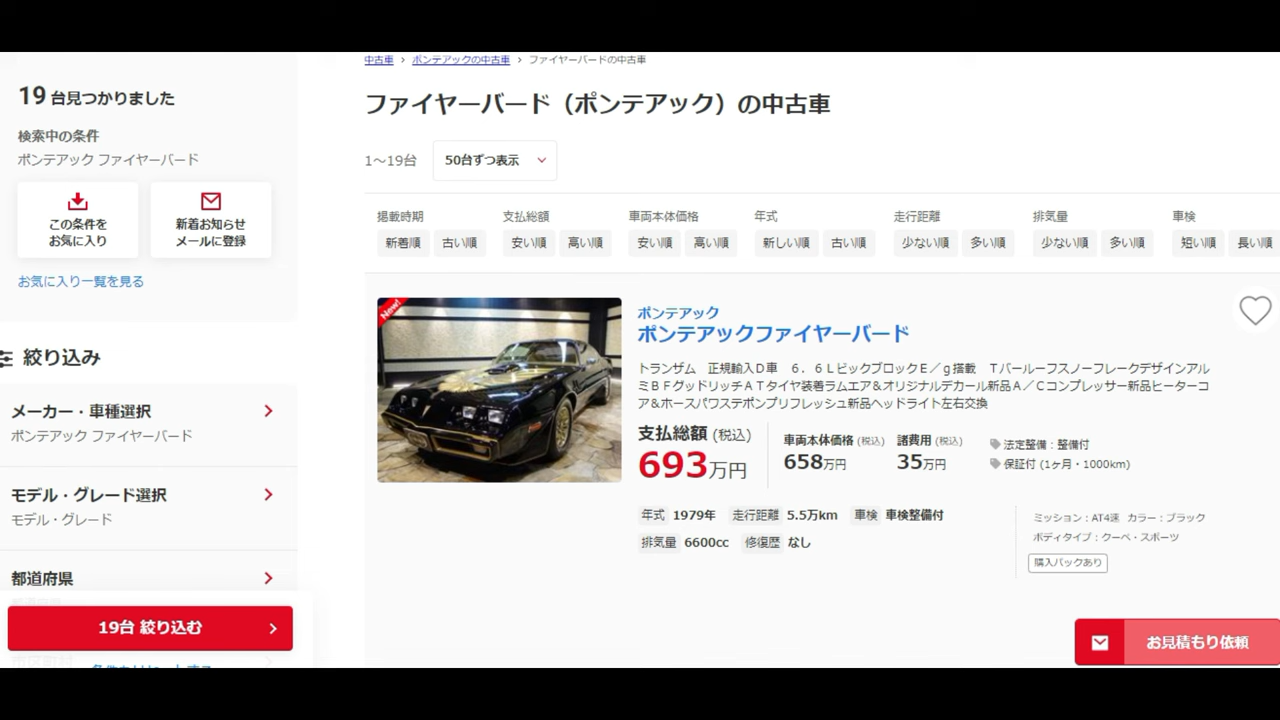 中古車 › ポンテアックの中古車 › ファイヤーバードの中古車
19 台見つかりました
検索中の条件
ポンテアック ファイヤーバード
この条件を
お気に入り
新着お知らせ
メールに登録
お気に入り一覧を見る
絞り込み
メーカー・車種選択
ポンテアック ファイヤーバード
モデル・グレード選択
モデル・グレード
都道府県
19台 絞り込む
ファイヤーバード（ポンテアック）の中古車
1～19台 50台ずつ表示
掲載時期 支払総額 車両本体価格 年式 走行距離 排気量 車検
新着順 古い順 安い順 高い順 安い順 高い順 新しい順 古い順 少ない順 多い順 少ない順 多い順 短い順 長い順
New!
ポンテアック
ポンテアックファイヤーバード
トランザム　正規輸入Ｄ車　６．６ＬビックブロックＥ／ｇ搭載　Ｔバールーフスノーフレークデザインアル
ミＢＦグッドリッチＡＴタイヤ装着ラムエア＆オリジナルデカール新品Ａ／Ｃコンプレッサー新品ヒーターコ
ア＆ホースパワステポンプリフレッシュ新品ヘッドライト左右交換
支払総額 (税込) 車両本体価格 (税込) 諸費用 (税込) 法定整備：整備付
693万円 658万円 35万円 保証付 (1ヶ月・1000km)
年式 1979年 走行距離 5.5万km 車検 車検整備付
排気量 6600cc 修復歴 なし
ミッション：AT4速 カラー：ブラック
ボディタイプ：クーペ・スポーツ
購入パックあり
お見積もり依頼